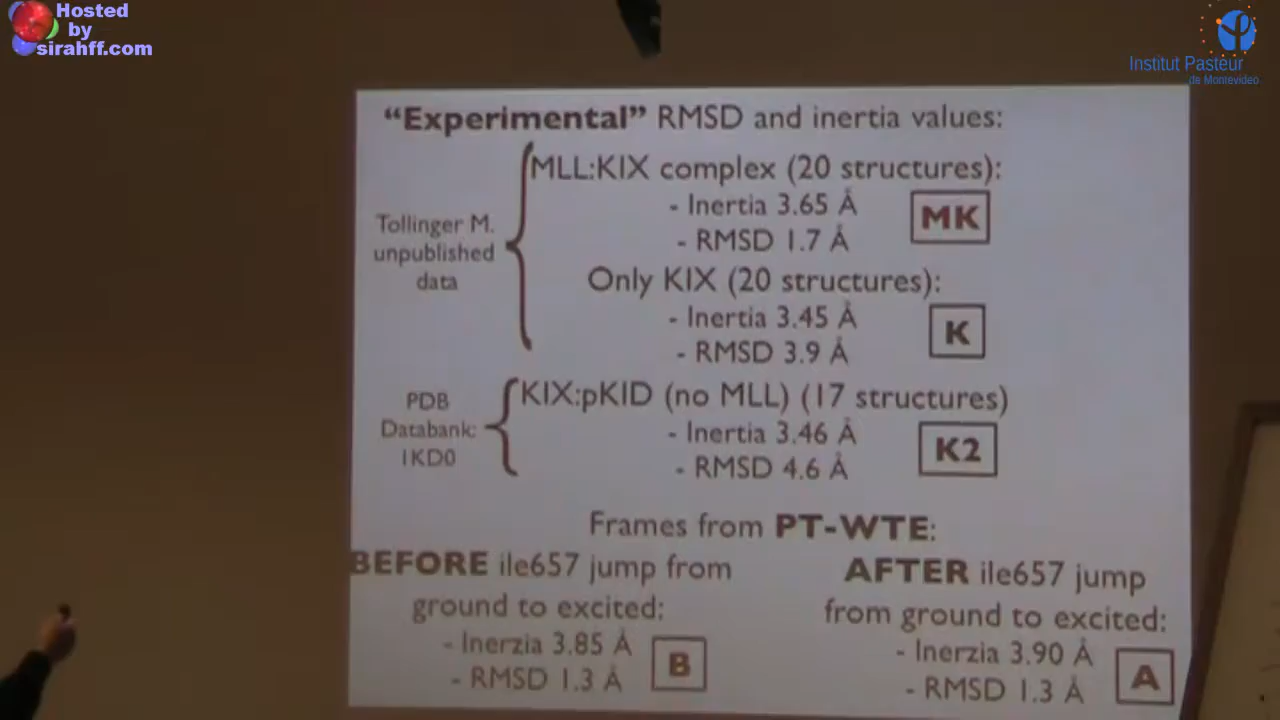 Hosted
by
sirahff.com
Institut Pasteur
de Montevideo
“Experimental” RMSD and inertia values:
MLL:KIX complex (20 structures):
- Inertia 3.65 Å
- RMSD 1.7 Å
MK
Tollinger M.
unpublished
data
Only KIX (20 structures):
- Inertia 3.45 Å
- RMSD 3.9 Å
K
PDB
Databank:
1KD0
KIX:pKID (no MLL) (17 structures)
- Inertia 3.46 Å
- RMSD 4.6 Å
K2
Frames from PT-WTE:
BEFORE ile657 jump from
ground to excited:
- Inerzia 3.85 Å
- RMSD 1.3 Å
B
AFTER ile657 jump
from ground to excited:
- Inerzia 3.90 Å
- RMSD 1.3 Å
A